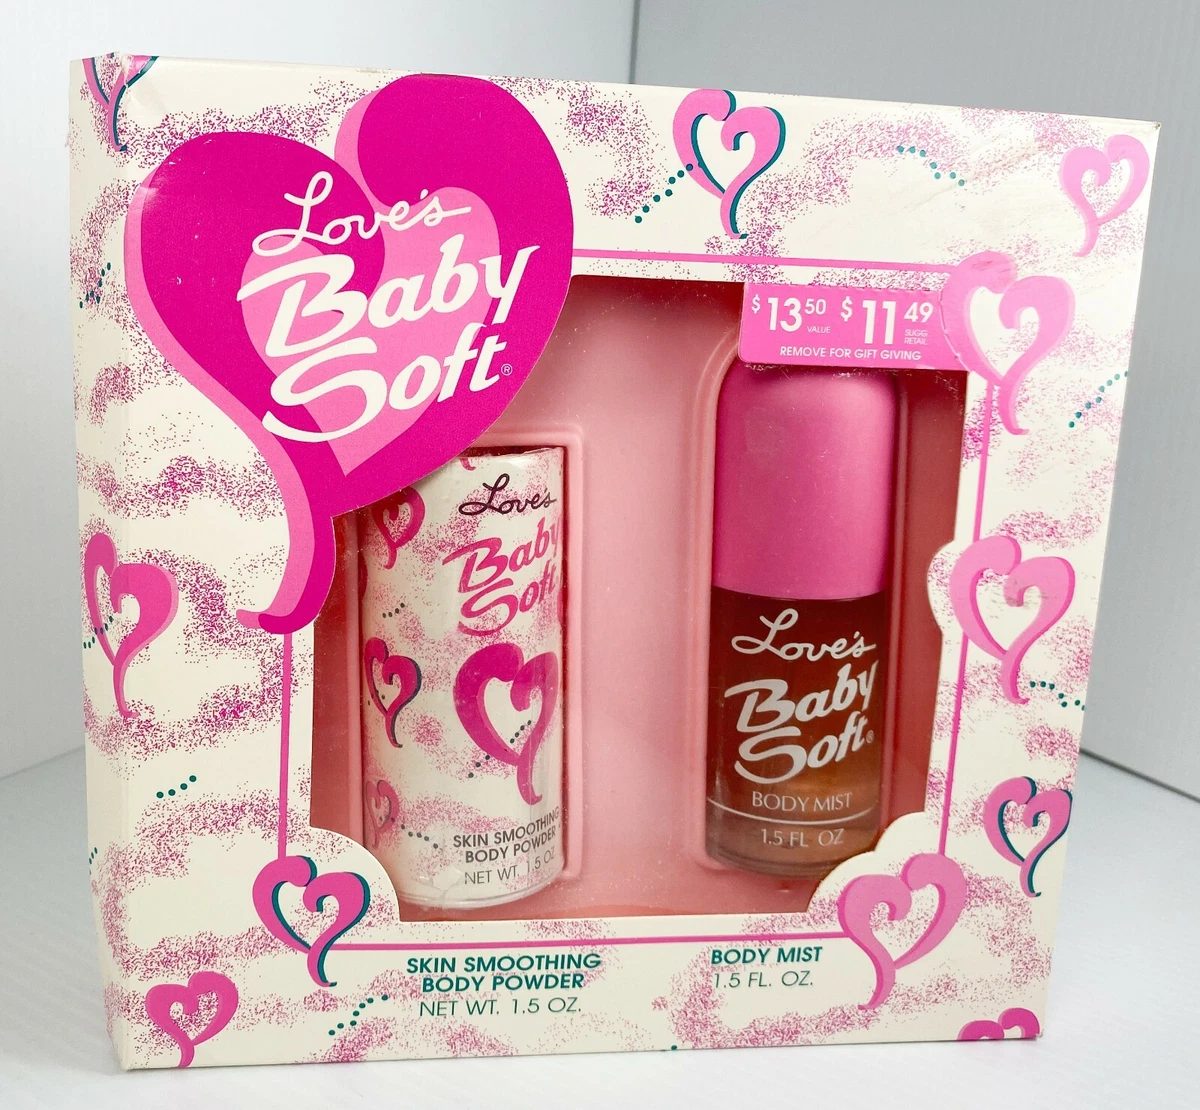 Love's
Baby
Soft®
$13.50 VALUE $11.49 SUGG. RETAIL
REMOVE FOR GIFT GIVING
Love's
Baby
Soft
SKIN SMOOTHING
BODY POWDER
NET WT. 1.5 OZ.
Love's
Baby
Soft®
BODY MIST
1.5 FL OZ
SKIN SMOOTHING
BODY POWDER
NET WT. 1.5 OZ.
BODY MIST
1.5 FL. OZ.